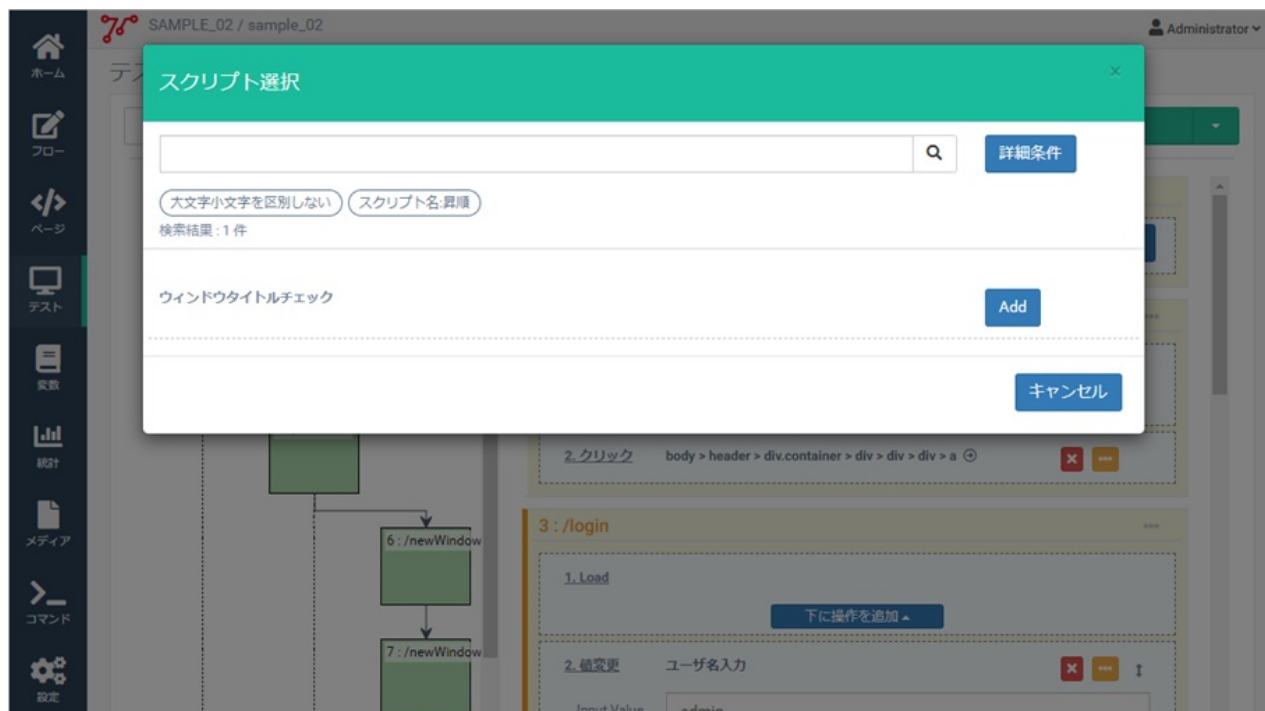 SAMPLE_02 / sample_02
Administrator
ホーム
フロー
ページ
テスト
変数
統計
メディア
コマンド
設定
テス
スクリプト選択
×
詳細条件
大文字小文字を区別しない
スクリプト名:昇順
検索結果 : 1 件
ウィンドウタイトルチェック
Add
キャンセル
2. クリック body > header > div.container > div > div > div > a
6 : /newWindow
7 : /newWindow
3 : /login
1. Load
下に操作を追加
2. 値変更 ユーザ名入力
Input Value admin